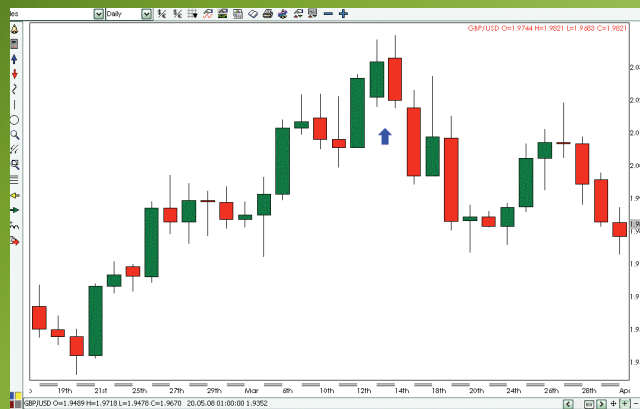 Daily
GBP/USD O=1.9744 H=1.9821 L=1.9683 C=1.9821
19th 21st 25th 27th 29th Mar 6th 10th 12th 14th 18th 20th 24th 26th 28th Apr
GBP/USD O=1.9489 H=1.9718 L=1.9478 C=1.9670 20.05.08 01:00:00 1.9352